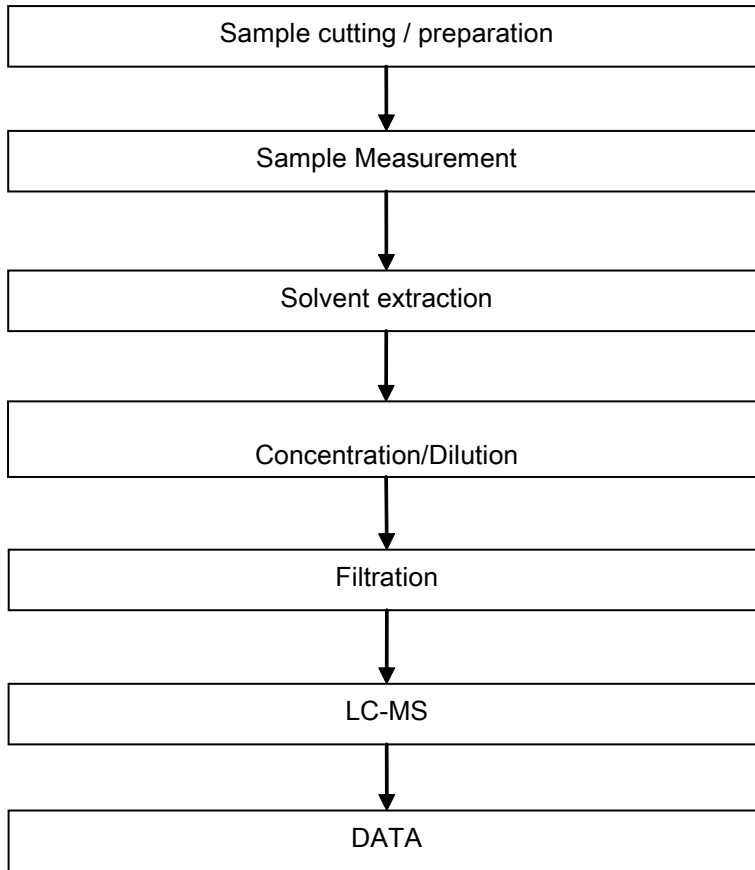 Sample cutting / preparation
Sample Measurement
Solvent extraction
Concentration/Dilution
Filtration
LC-MS
DATA